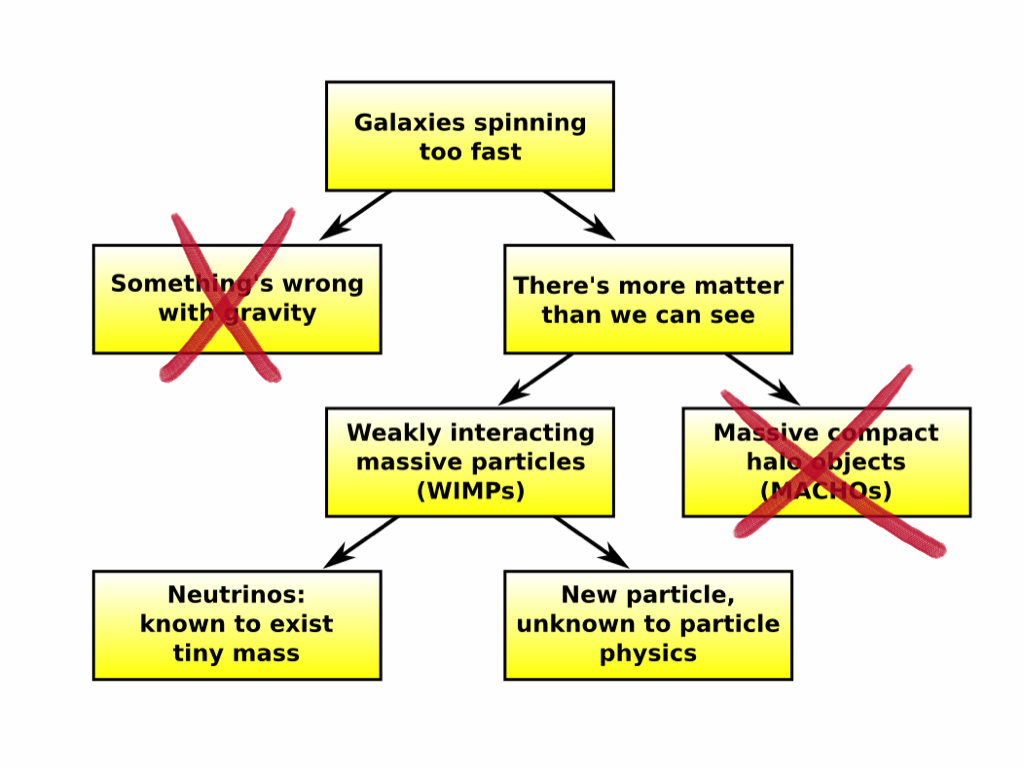 Galaxies spinning
too fast
Something's wrong
with gravity
There's more matter
than we can see
Weakly interacting
massive particles
(WIMPs)
Massive compact
halo objects
(MACHOs)
Neutrinos:
known to exist
tiny mass
New particle,
unknown to particle
physics